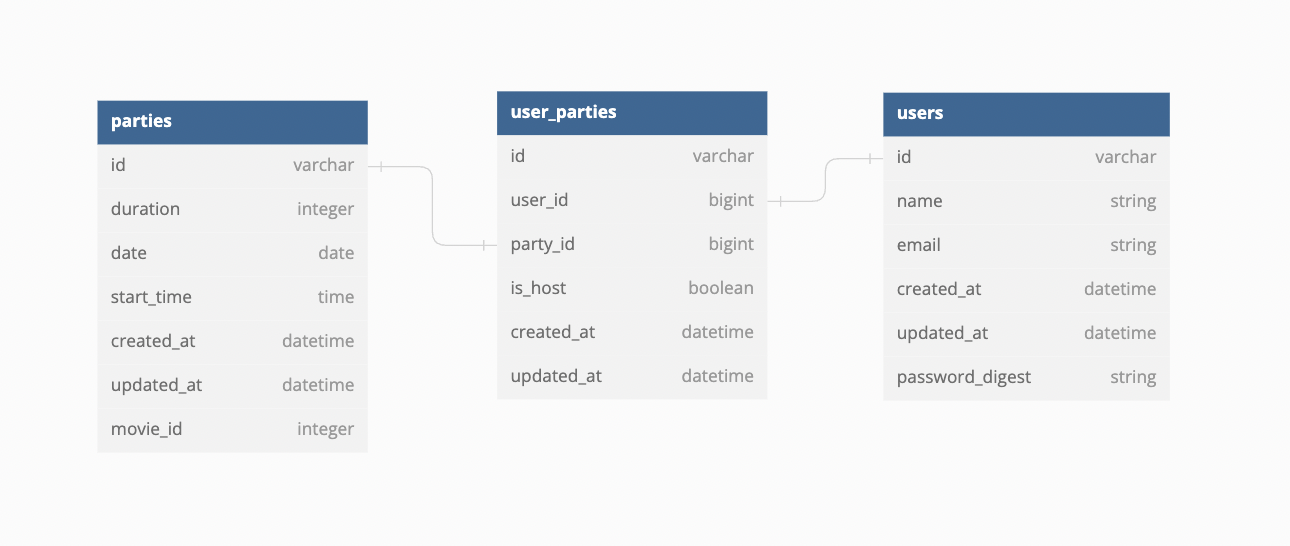 parties
id varchar
duration integer
date date
start_time time
created_at datetime
updated_at datetime
movie_id integer
user_parties
id varchar
user_id bigint
party_id bigint
is_host boolean
created_at datetime
updated_at datetime
users
id varchar
name string
email string
created_at datetime
updated_at datetime
password_digest string